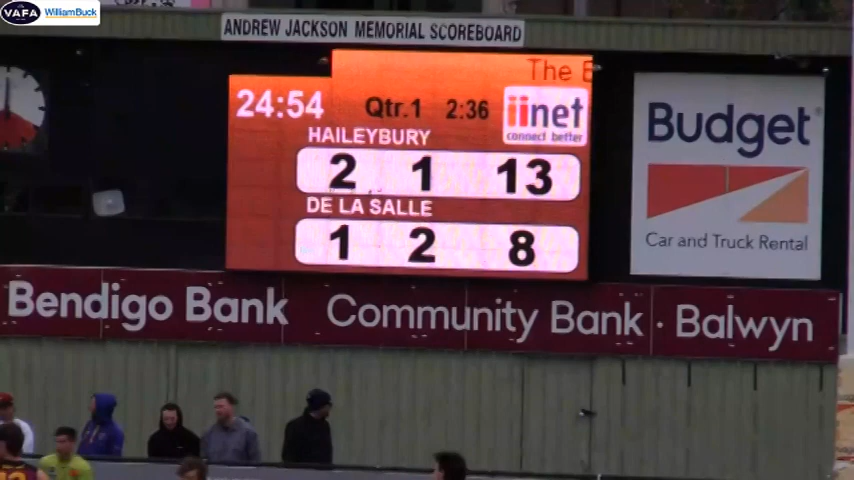 VAFA
WilliamBuck
ANDREW JACKSON MEMORIAL SCOREBOARD
The
24:54
Qtr.1 2:36
iinet
connect better
HAILEYBURY
2 1 13
DE LA SALLE
1 2 8
Budget
Car and Truck Rental
Bendigo Bank Community Bank · Balwyn